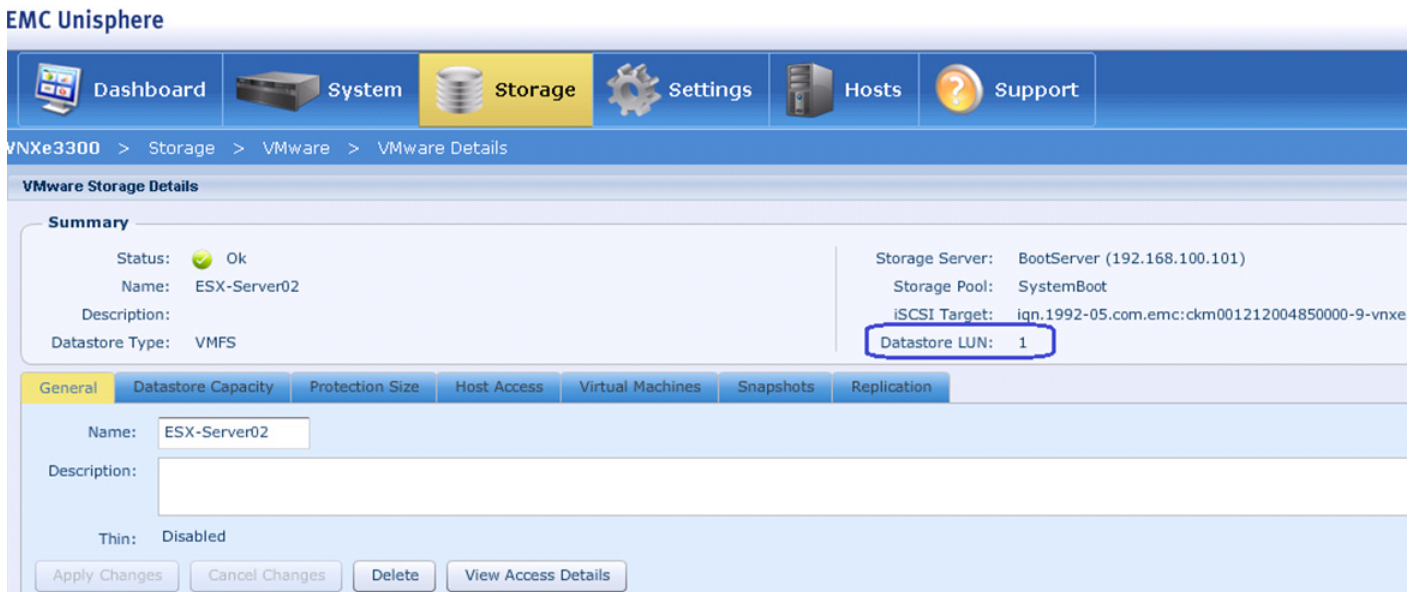 EMC Unisphere
Dashboard System Storage Settings Hosts Support
VNXe3300 > Storage > VMware > VMware Details
VMware Storage Details
Summary
Status: Ok
Name: ESX-Server02
Description:
Datastore Type: VMFS
Storage Server: BootServer (192.168.100.101)
Storage Pool: SystemBoot
iSCSI Target: iqn.1992-05.com.emc:ckm001212004850000-9-vnxe
Datastore LUN: 1
General Datastore Capacity Protection Size Host Access Virtual Machines Snapshots Replication
Name: ESX-Server02
Description:
Thin: Disabled
Apply Changes Cancel Changes Delete View Access Details